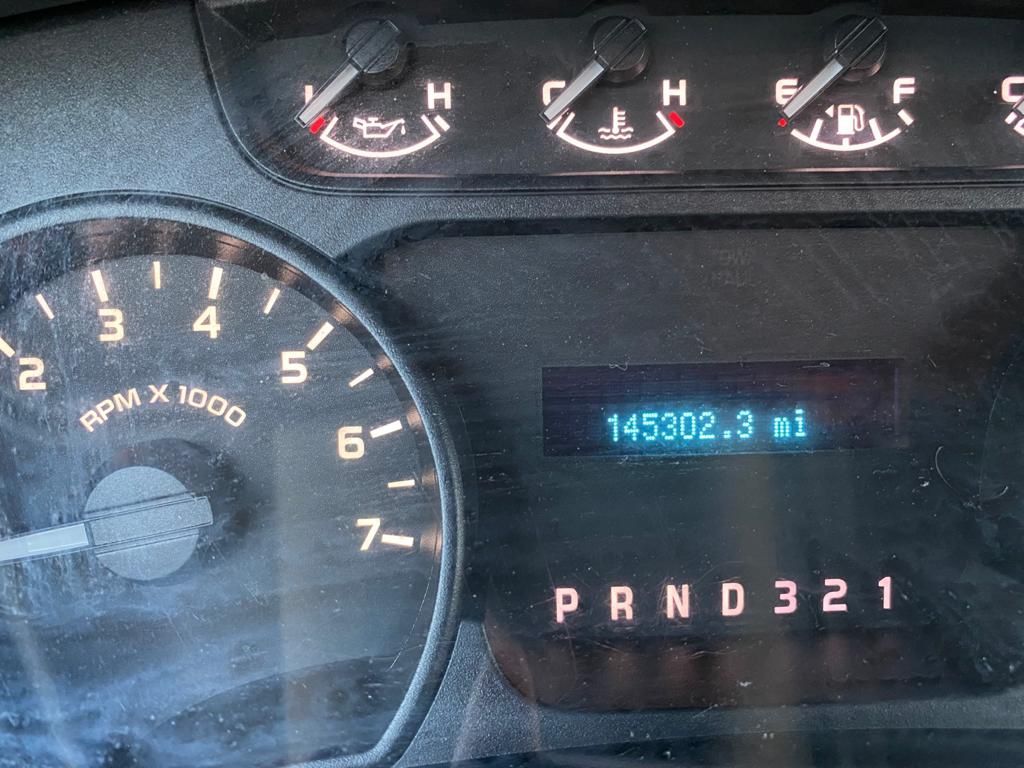 H
C H
E F
C
2 3 4 5 6 7
RPM X 1000
145302.3 mi
P R N D 3 2 1